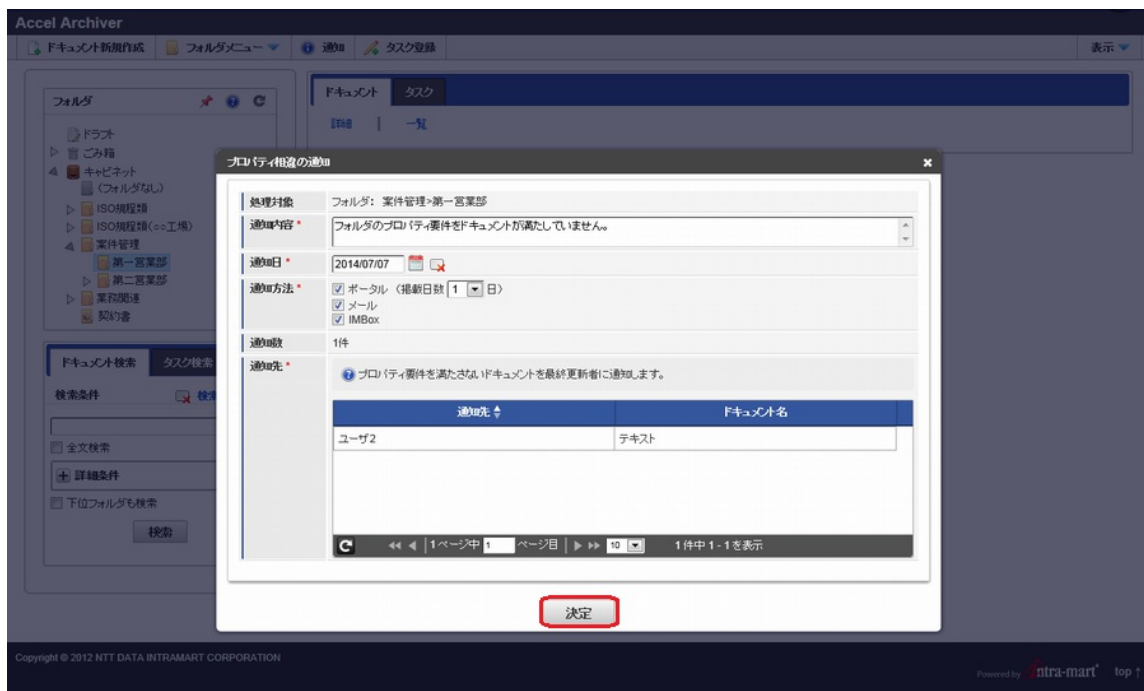 Accel Archiver
ドキュメント新規作成 フォルダメニュー 通知 タスク登録 表示
フォルダ
ドキュメント タスク
詳細 | 一覧
ドラフト
ごみ箱
キャビネット
(フォルダなし)
ISO規程類
ISO規程類(○○工場)
案件管理
第一営業部
第二営業部
業務関連
契約書
ドキュメント検索 タスク検索
検索条件
全文検索
詳細条件
下位フォルダも検索
検索
プロパティ相違の通知
処理対象 フォルダ: 案件管理>第一営業部
通知内容* フォルダのプロパティ要件をドキュメントが満たしていません。
通知日* 2014/07/07
通知方法* ポータル (掲載日数 1 日)
メール
IMBox
通知数 1件
通知先* プロパティ要件を満たさないドキュメントを最終更新者に通知します。
通知先 ドキュメント名
ユーザ2 テキスト
1ページ中 1 ページ目 10 1件中 1 - 1 を表示
決定
Copyright © 2012 NTT DATA INTRAMART CORPORATION
Powered by intra-mart top ↑